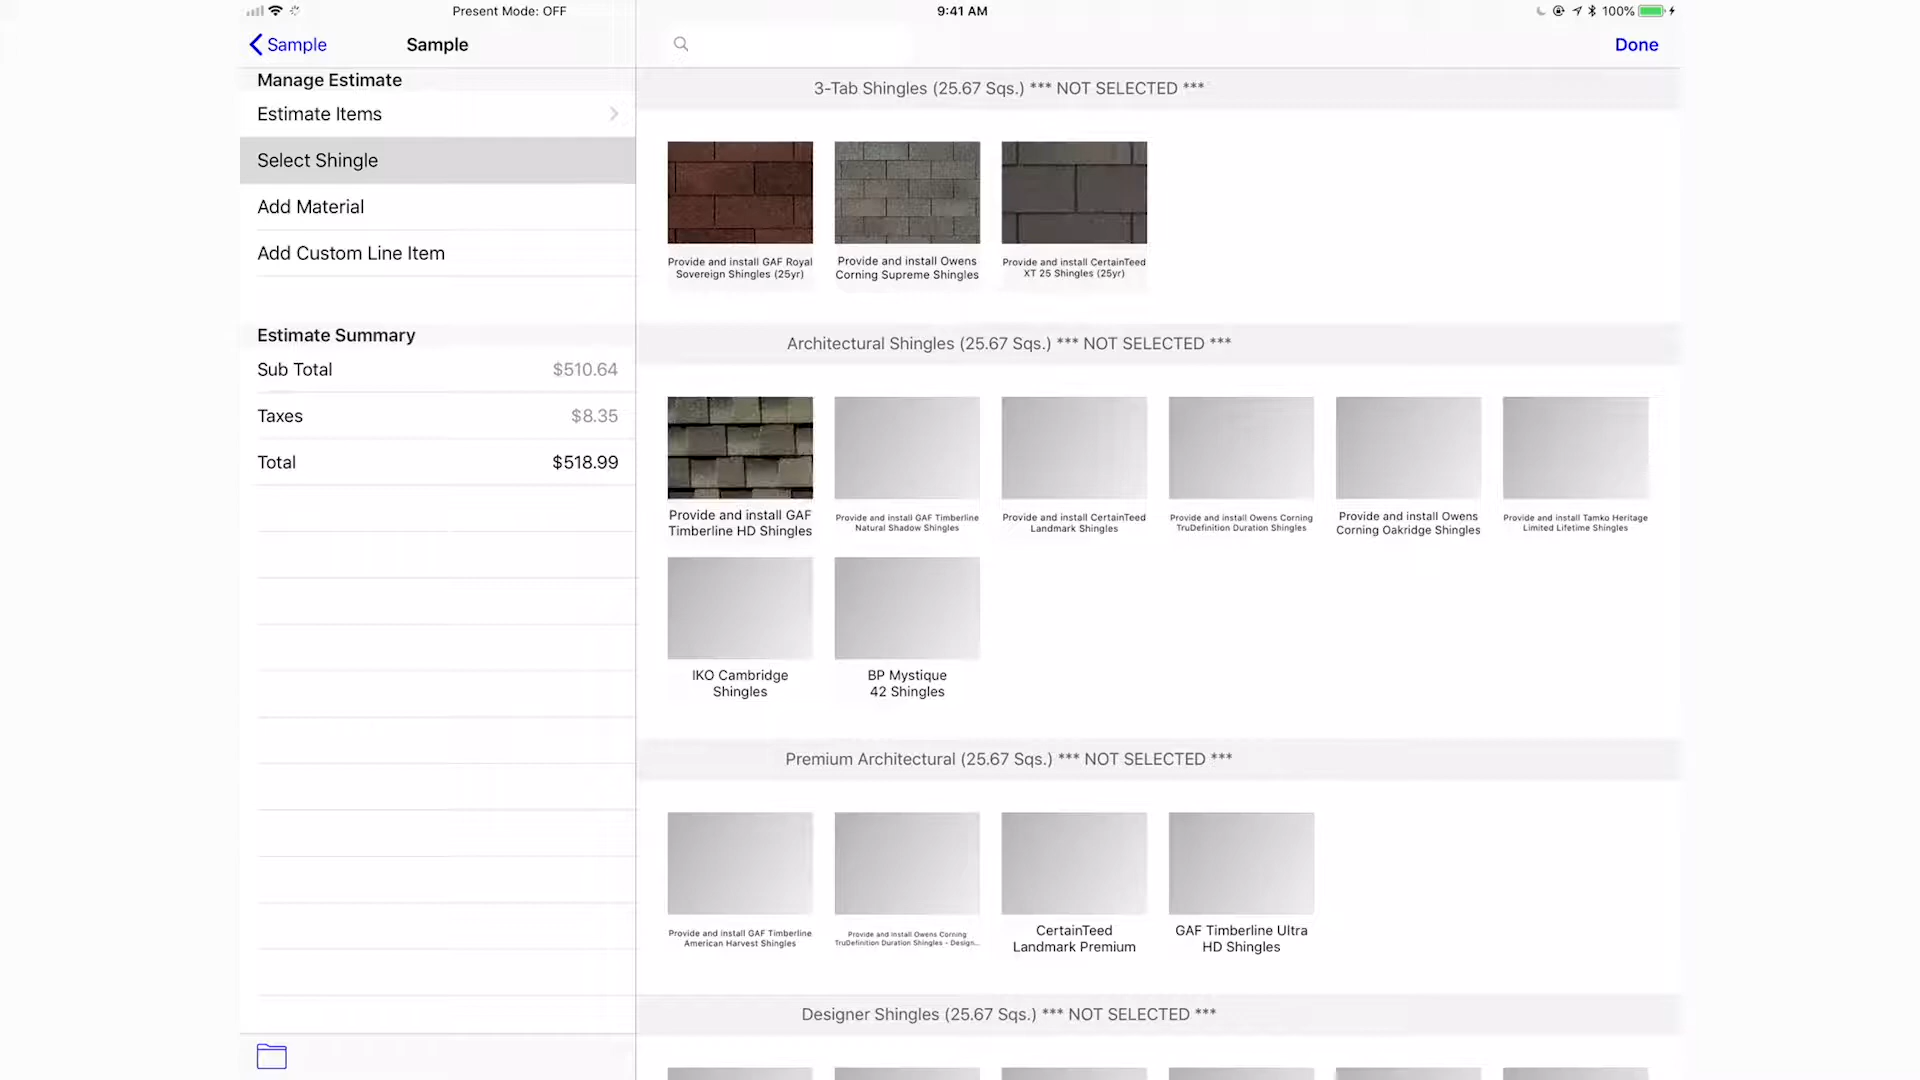 Present Mode: OFF
9:41 AM
100%
Sample
Sample
Done
Manage Estimate
Estimate Items
Select Shingle
Add Material
Add Custom Line Item
Estimate Summary
Sub Total $510.64
Taxes $8.35
Total $518.99
3-Tab Shingles (25.67 Sqs.) *** NOT SELECTED ***
Provide and install GAF Royal
Sovereign Shingles (25yr)
Provide and install Owens
Corning Supreme Shingles
Provide and install CertainTeed
XT 25 Shingles (25yr)
Architectural Shingles (25.67 Sqs.) *** NOT SELECTED ***
Provide and install GAF
Timberline HD Shingles
Provide and install GAF Timberline
Natural Shadow Shingles
Provide and install CertainTeed
Landmark Shingles
Provide and install Owens Corning
TruDefinition Duration Shingles
Provide and install Owens
Corning Oakridge Shingles
Provide and install Tamko Heritage
Limited Lifetime Shingles
IKO Cambridge
Shingles
BP Mystique
42 Shingles
Premium Architectural (25.67 Sqs.) *** NOT SELECTED ***
Provide and install GAF Timberline
American Harvest Shingles
Provide and install Owens Corning
TruDefinition Duration Shingles - Design...
CertainTeed
Landmark Premium
GAF Timberline Ultra
HD Shingles
Designer Shingles (25.67 Sqs.) *** NOT SELECTED ***